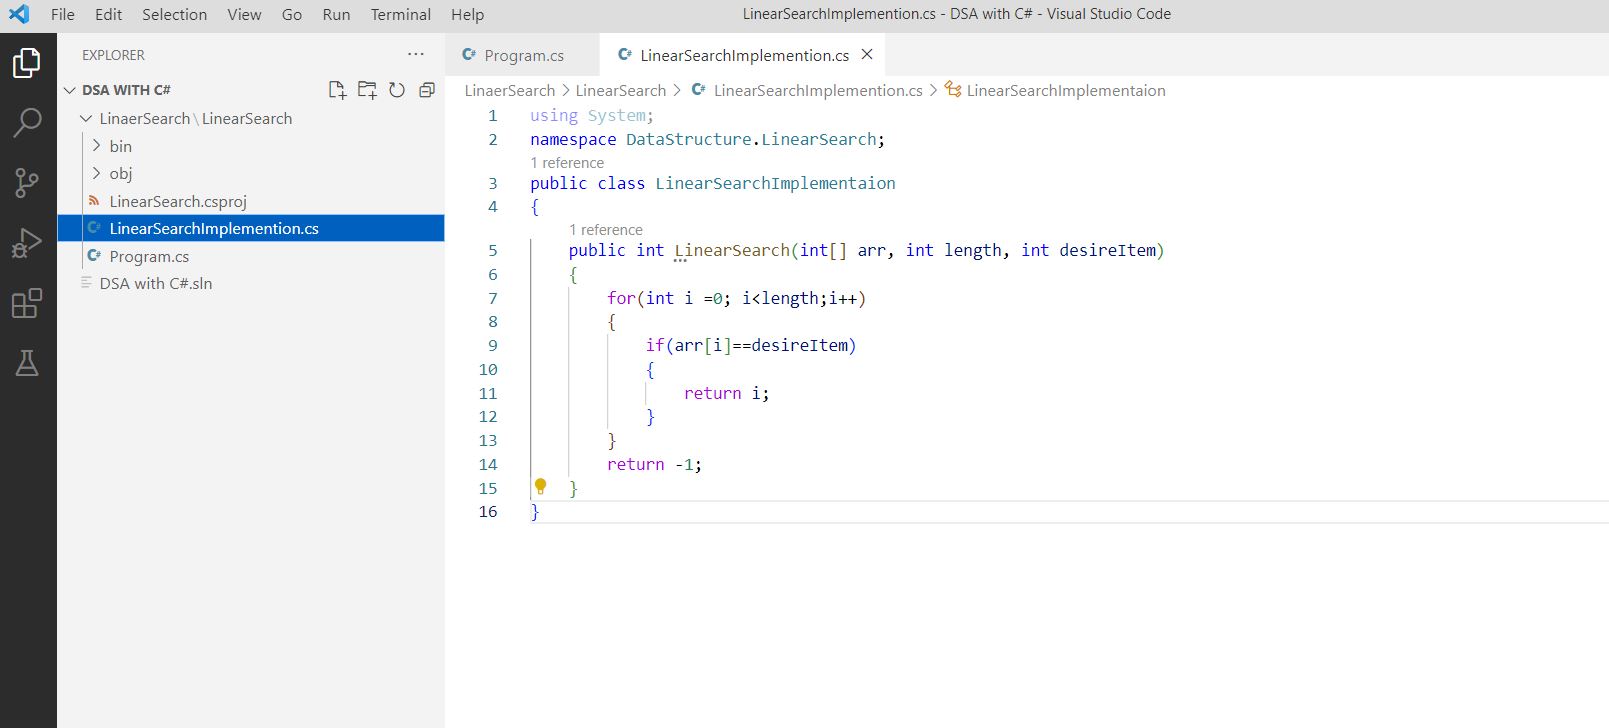 File Edit Selection View Go Run Terminal Help LinearSearchImplemention.cs - DSA with C# - Visual Studio Code
EXPLORER ···
DSA WITH C#
LinaerSearch\LinearSearch
bin
obj
LinearSearch.csproj
LinearSearchImplemention.cs
Program.cs
DSA with C#.sln
Program.cs LinearSearchImplemention.cs
LinaerSearch > LinearSearch > LinearSearchImplemention.cs > LinearSearchImplementaion
1 using System;
2 namespace DataStructure.LinearSearch;
1 reference
3 public class LinearSearchImplementaion
4 {
1 reference
5 public int LinearSearch(int[] arr, int length, int desireItem)
6 {
7 for(int i =0; i<length;i++)
8 {
9 if(arr[i]==desireItem)
10 {
11 return i;
12 }
13 }
14 return -1;
15 }
16 }